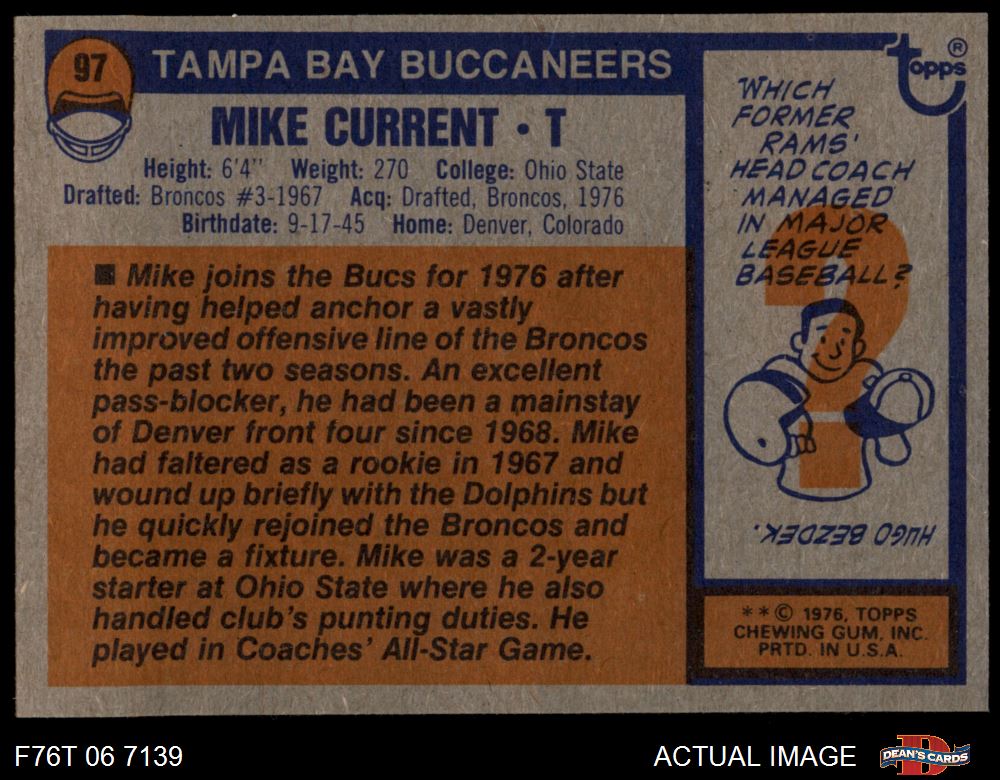 97
TAMPA BAY BUCCANEERS
MIKE CURRENT • T
Height: 6'4" Weight: 270 College: Ohio State
Drafted: Broncos #3-1967 Acq: Drafted, Broncos, 1976
Birthdate: 9-17-45 Home: Denver, Colorado
■ Mike joins the Bucs for 1976 after
having helped anchor a vastly
improved offensive line of the Broncos
the past two seasons. An excellent
pass-blocker, he had been a mainstay
of Denver front four since 1968. Mike
had faltered as a rookie in 1967 and
wound up briefly with the Dolphins but
he quickly rejoined the Broncos and
became a fixture. Mike was a 2-year
starter at Ohio State where he also
handled club's punting duties. He
played in Coaches' All-Star Game.
Topps ®
WHICH
FORMER
RAMS'
HEAD COACH
MANAGED
IN MAJOR
LEAGUE
BASEBALL?
?
HUGO BEZDEK.
**© 1976, TOPPS
CHEWING GUM, INC.
PRTD. IN U.S.A.
F76T 06 7139
ACTUAL IMAGE
D
DEAN'S CARDS